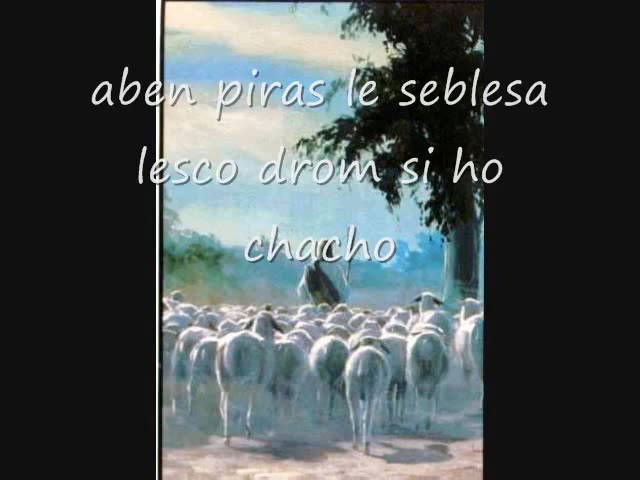 aben piras le seblesa
lesco drom si ho
chacho